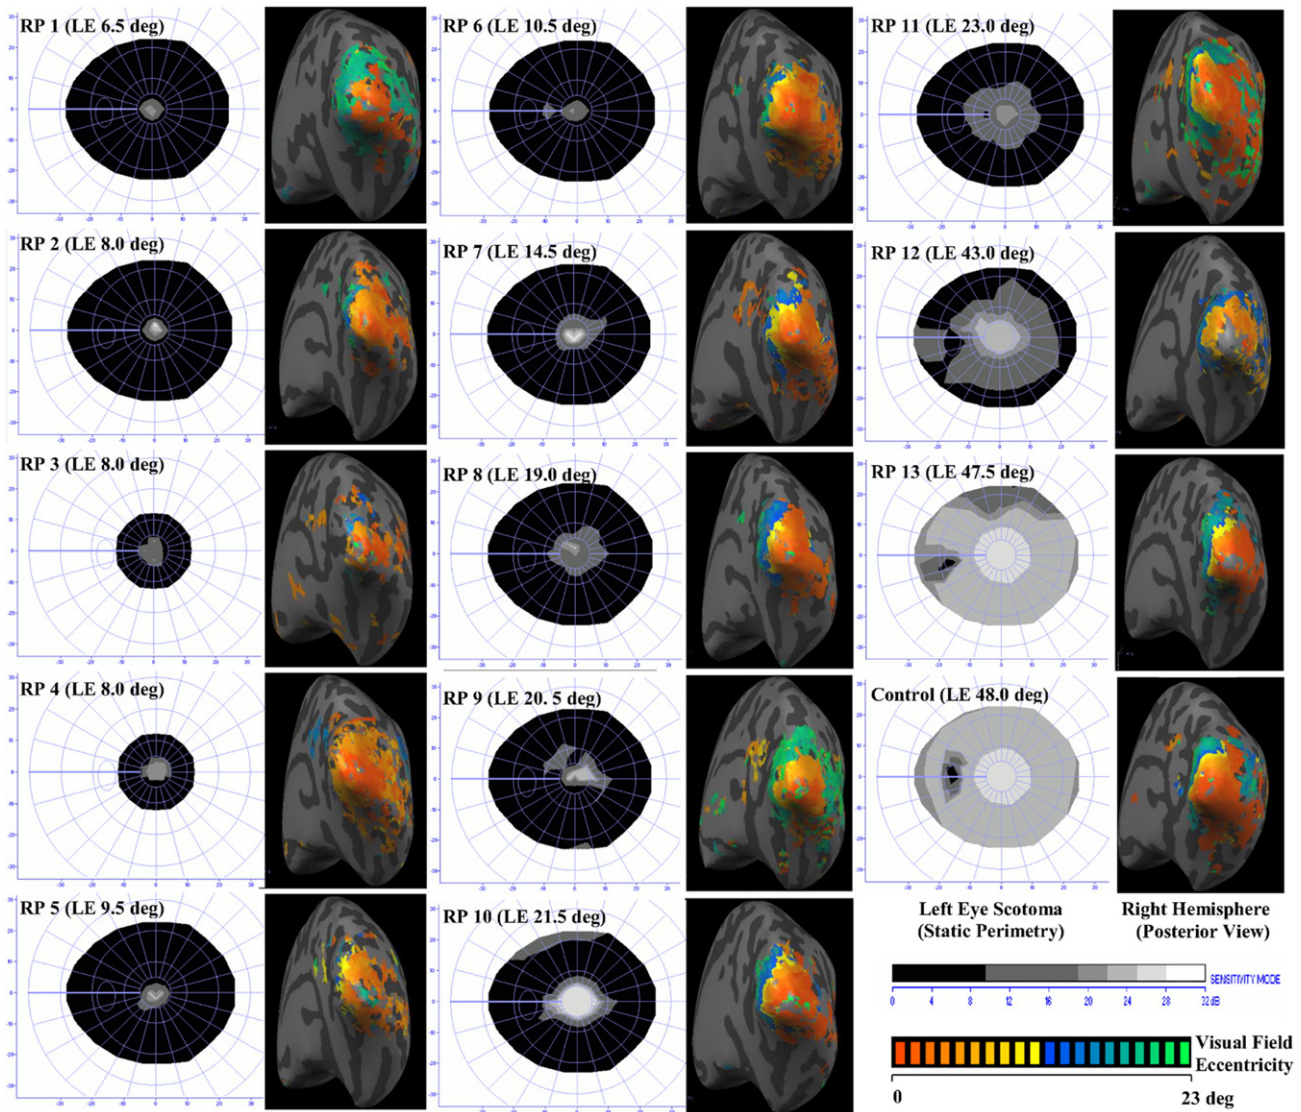 RP 1 (LE 6.5 deg)
RP 6 (LE 10.5 deg)
RP 11 (LE 23.0 deg)
RP 2 (LE 8.0 deg)
RP 7 (LE 14.5 deg)
RP 12 (LE 43.0 deg)
RP 3 (LE 8.0 deg)
RP 8 (LE 19.0 deg)
RP 13 (LE 47.5 deg)
RP 4 (LE 8.0 deg)
RP 9 (LE 20. 5 deg)
Control (LE 48.0 deg)
RP 5 (LE 9.5 deg)
RP 10 (LE 21.5 deg)
Left Eye Scotoma
(Static Perimetry)
Right Hemisphere
(Posterior View)
SENSITIVITY MODE
0 4 8 12 16 20 24 28 32 dB
Visual Field
Eccentricity
0 23 deg